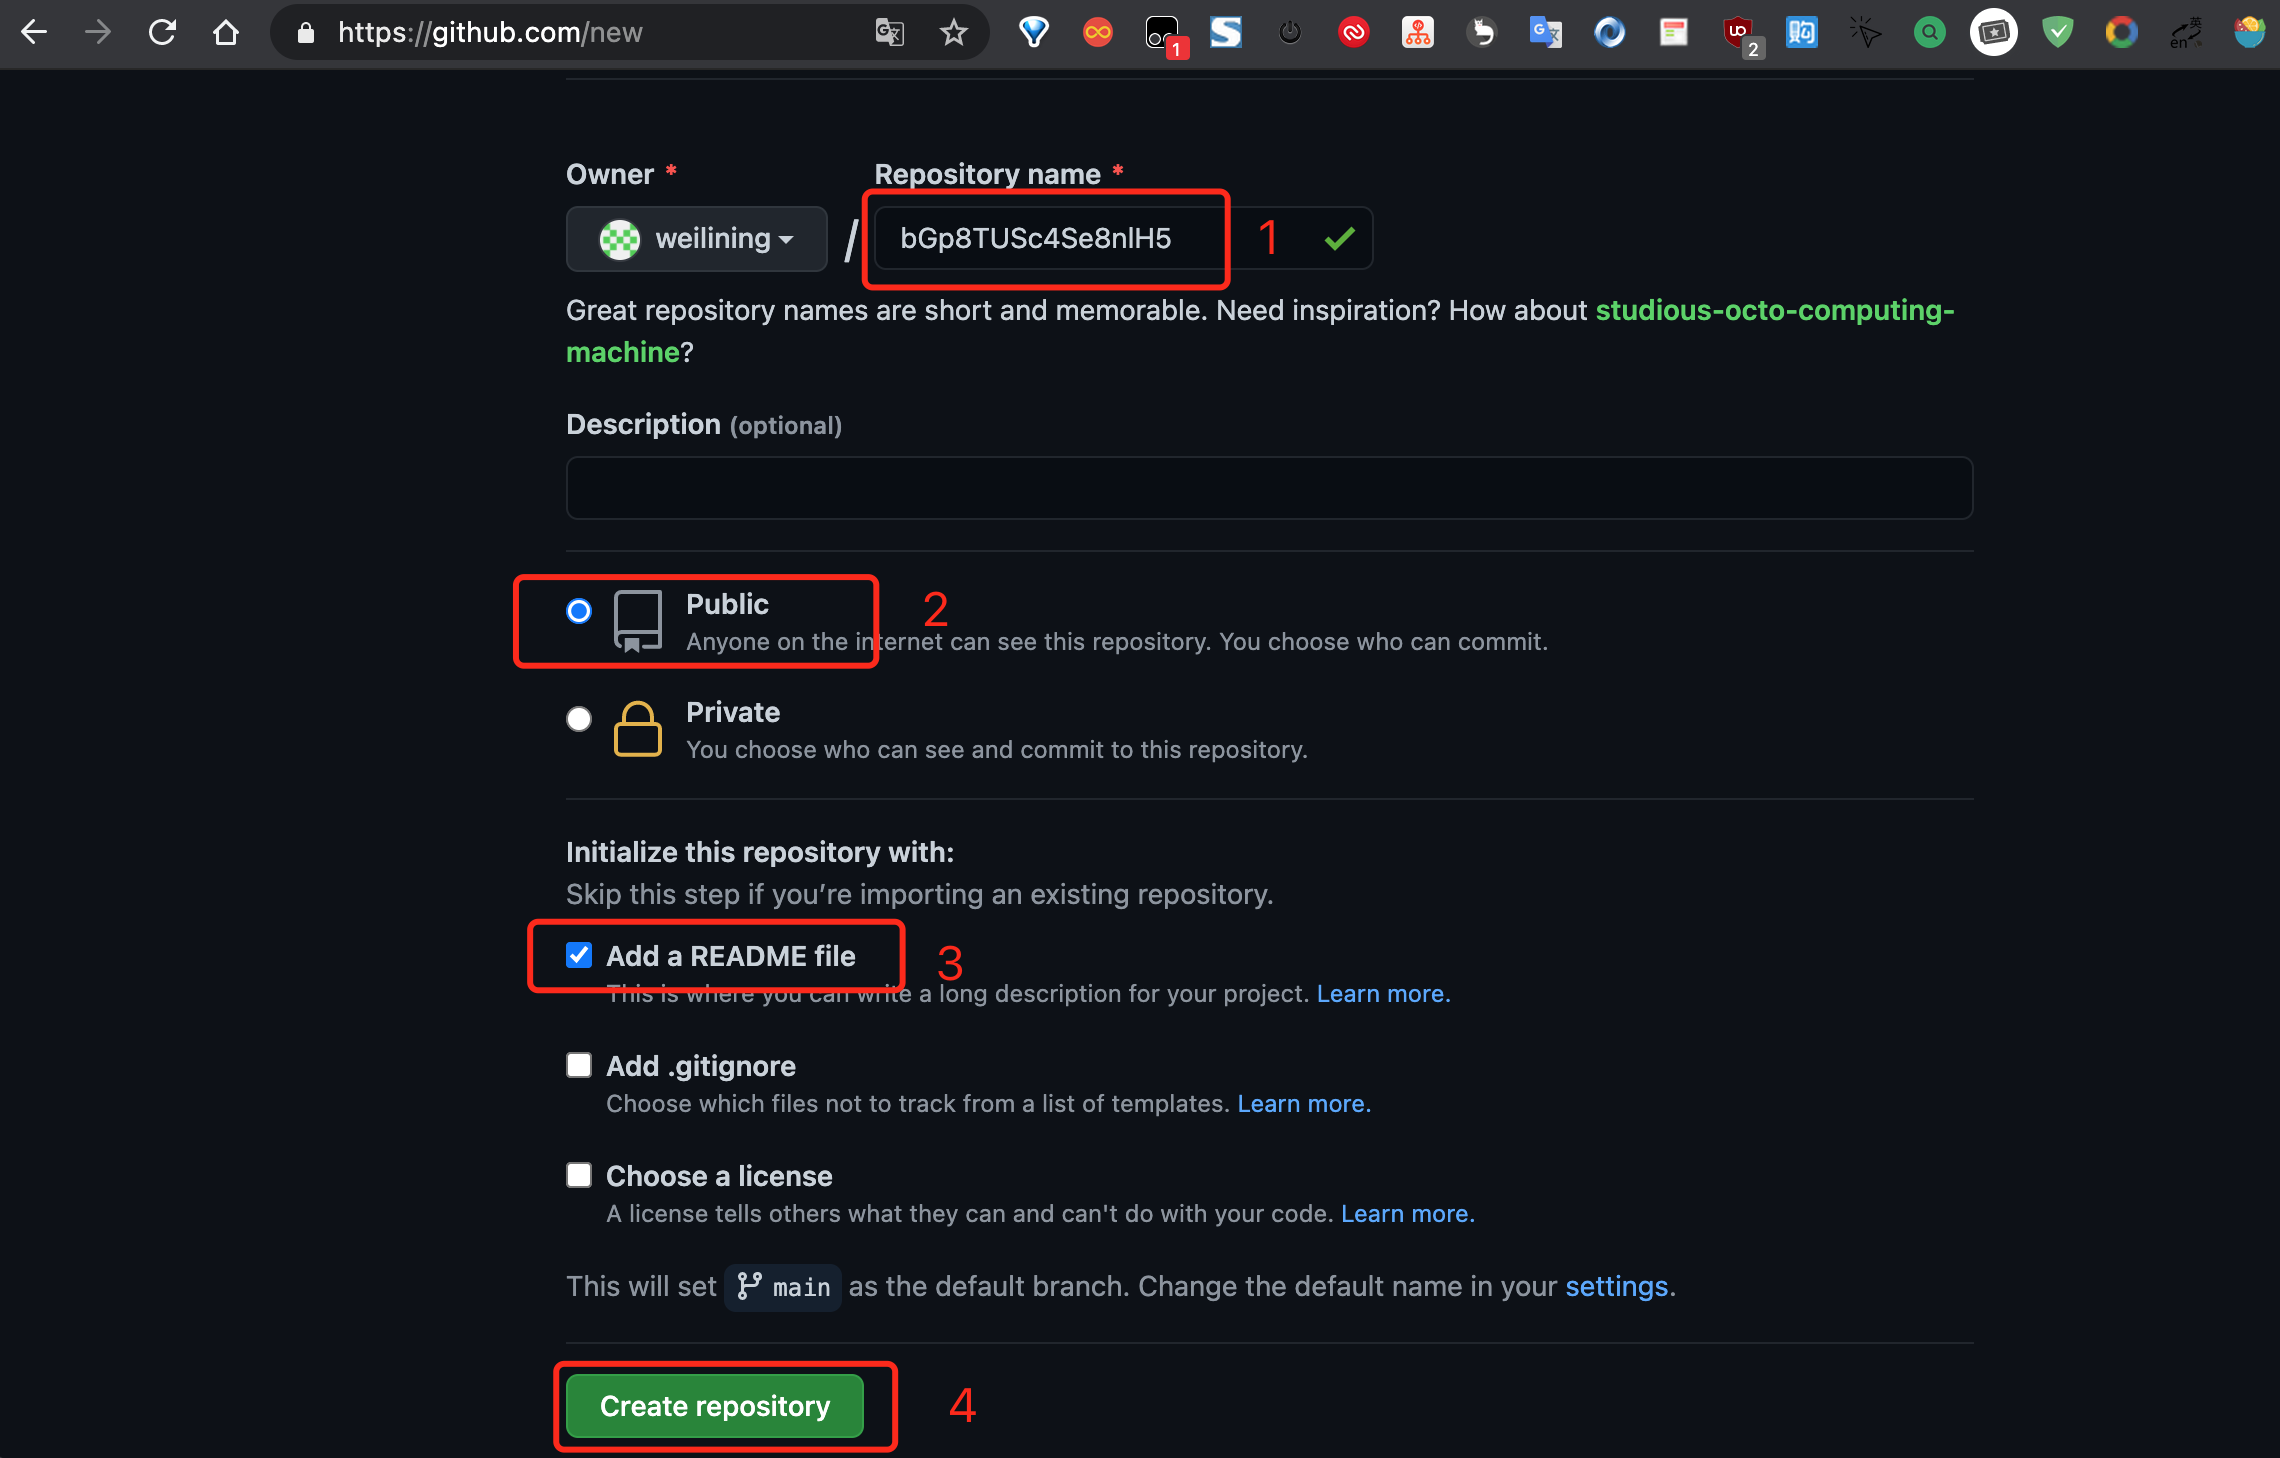 https://github.com/new
1
2
购
英
en
Owner *
Repository name *
weilining
/
bGp8TUSc4Se8nlH5
1
Great repository names are short and memorable. Need inspiration? How about studious-octo-computing-
machine?
Description (optional)
Public
2
Anyone on the internet can see this repository. You choose who can commit.
Private
You choose who can see and commit to this repository.
Initialize this repository with:
Skip this step if you’re importing an existing repository.
Add a README file
3
This is where you can write a long description for your project. Learn more.
Add .gitignore
Choose which files not to track from a list of templates. Learn more.
Choose a license
A license tells others what they can and can't do with your code. Learn more.
This will set main as the default branch. Change the default name in your settings.
Create repository
4